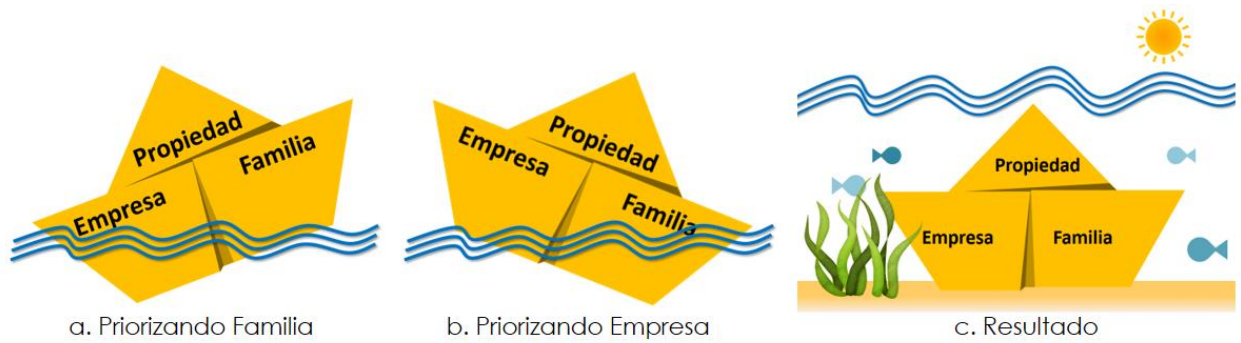 Propiedad
Familia
Empresa
a. Priorizando Familia
Propiedad
Empresa
Familia
b. Priorizando Empresa
Propiedad
Empresa
Familia
c. Resultado